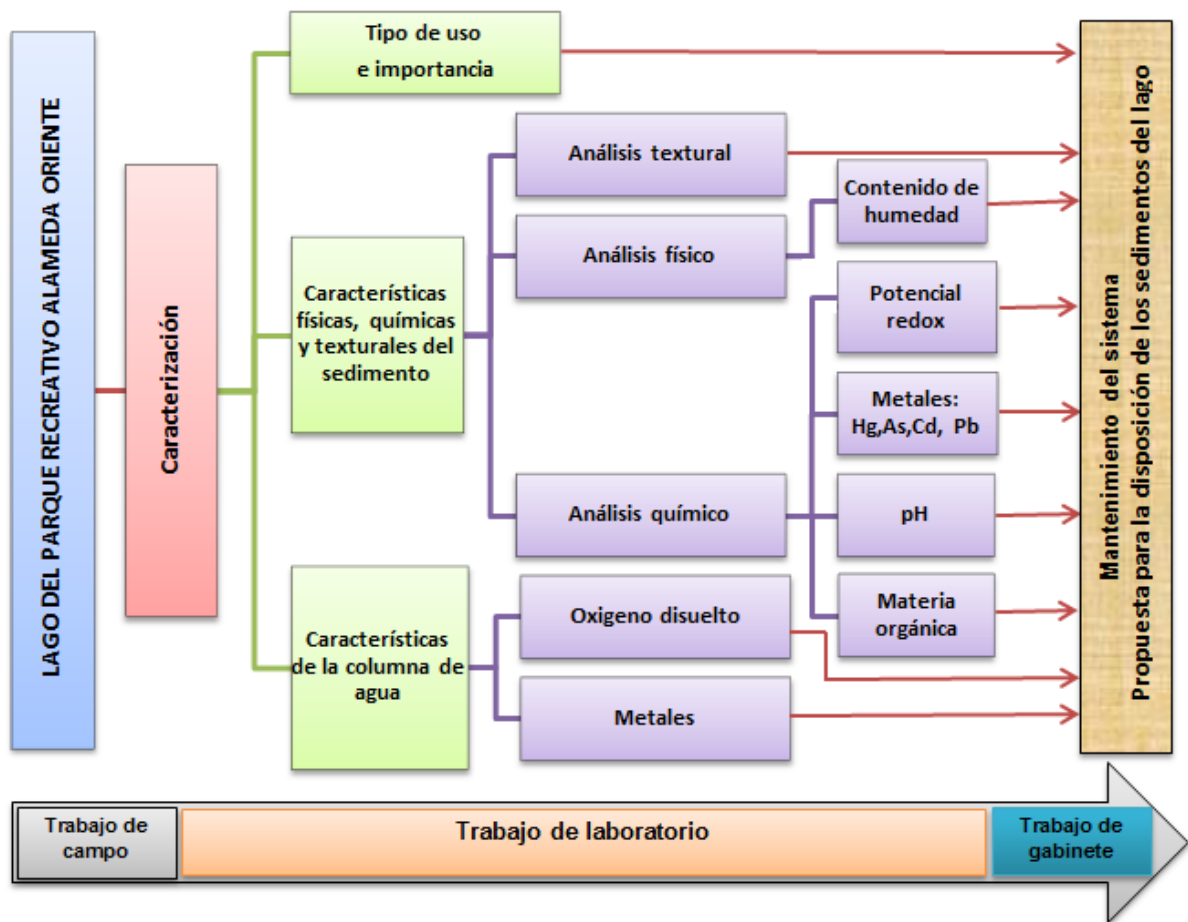 LAGO DEL PARQUE RECREATIVO ALAMEDA ORIENTE
Caracterización
Tipo de uso
e importancia
Características
físicas, químicas
y texturales del
sedimento
Características
de la columna de
agua
Análisis textural
Análisis físico
Análisis químico
Oxigeno disuelto
Metales
Contenido de
humedad
Potencial
redox
Metales:
Hg,As,Cd, Pb
pH
Materia
orgánica
Mantenimiento del sistema
Propuesta para la disposición de los sedimentos del lago
Trabajo de
campo
Trabajo de laboratorio
Trabajo de
gabinete